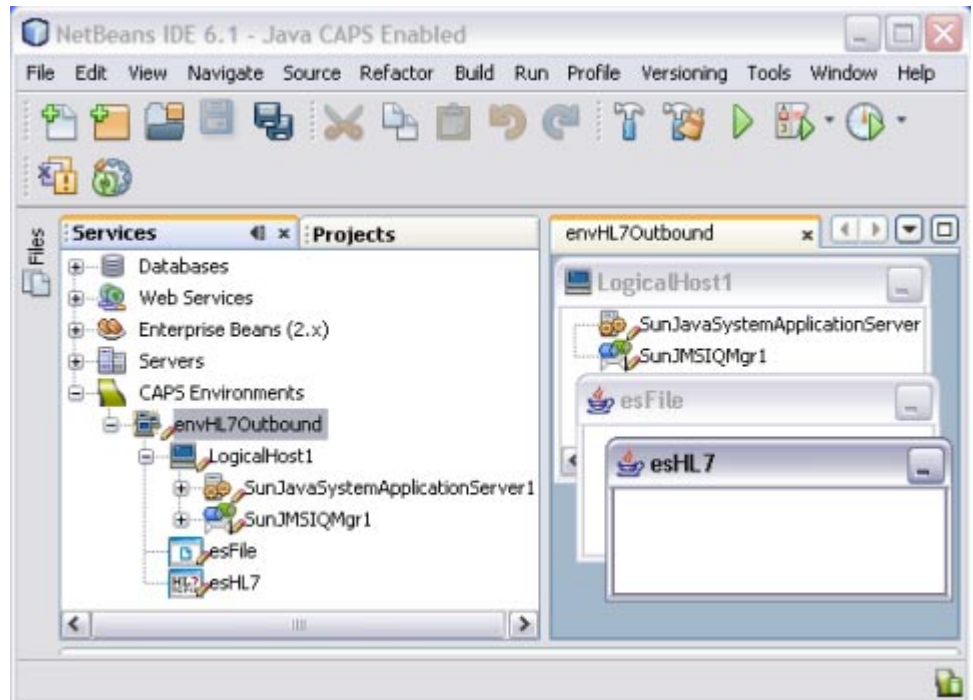 NetBeans IDE 6.1 - Java CAPS Enabled
File Edit View Navigate Source Refactor Build Run Profile Versioning Tools Window Help
Files
Services
Projects
envHL7Outbound
Databases
Web Services
Enterprise Beans (2.x)
Servers
CAPS Environments
envHL7Outbound
LogicalHost1
SunJavaSystemApplicationServer1
SunJMSIQMgr1
esFile
esHL7
LogicalHost1
SunJavaSystemApplicationServer
SunJMSIQMgr1
esFile
esHL7